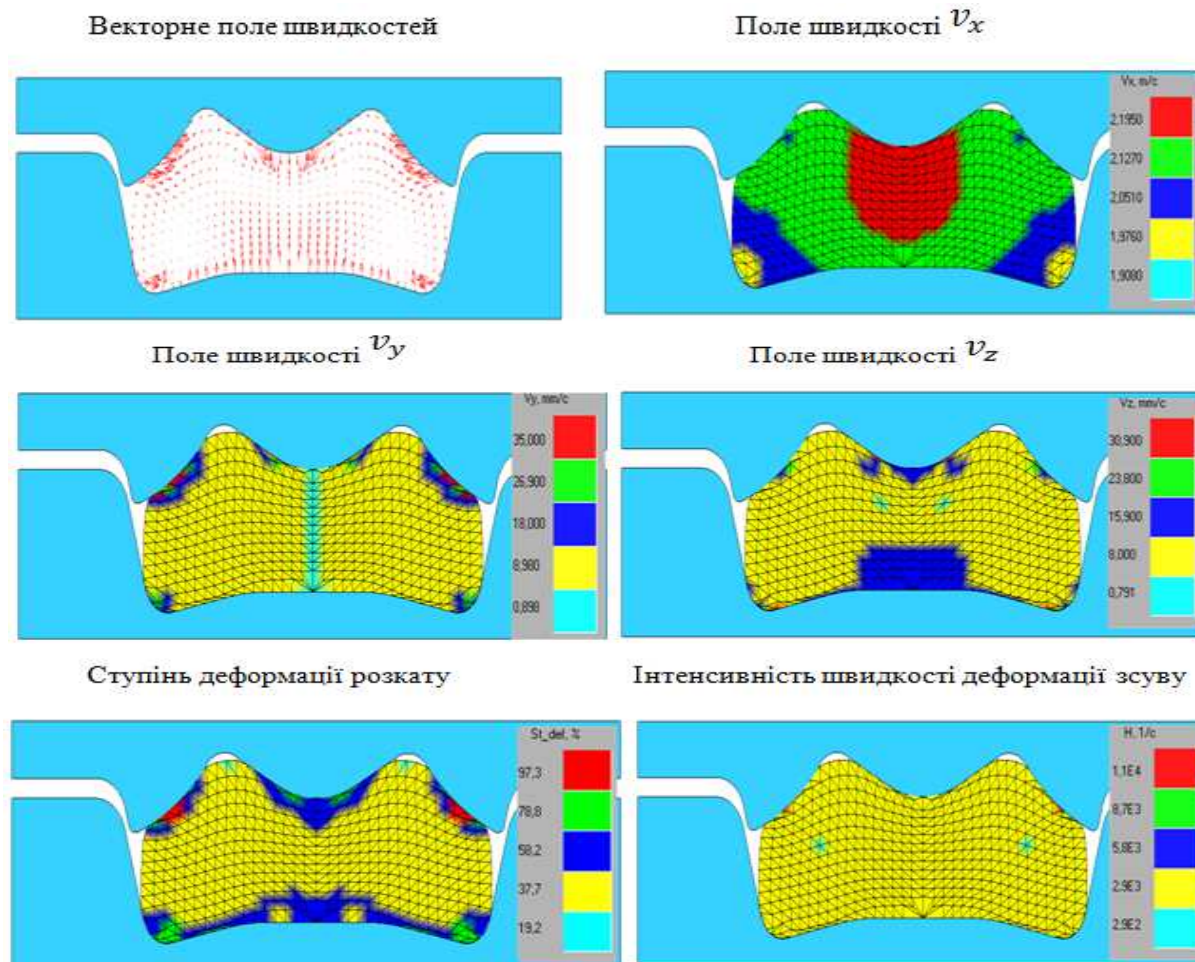 Векторне поле швидкостей
Поле швидкості vx
Vx, m/c
2,1950
2,1270
2,0510
1,9760
1,9080
Поле швидкості vy
Vy, mm/c
35,000
26,900
18,000
8,980
0,898
Поле швидкості vz
Vz, mm/c
30,900
23,800
15,900
8,000
0,791
Ступінь деформації розкату
St_del, %
97,3
78,8
58,2
37,7
19,2
Інтенсивність швидкості деформації зсуву
H, 1/c
1,1E4
8,7E3
5,8E3
2,9E3
2,9E2